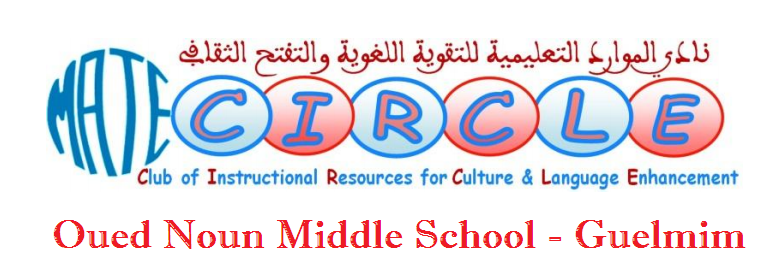 نادي الموارد التعليمية للتقوية اللغوية والتفتح الثقافي
MATE CIRCLE
Club of Instructional Resources for Culture & Language Enhancement
Oued Noun Middle School - Guelmim